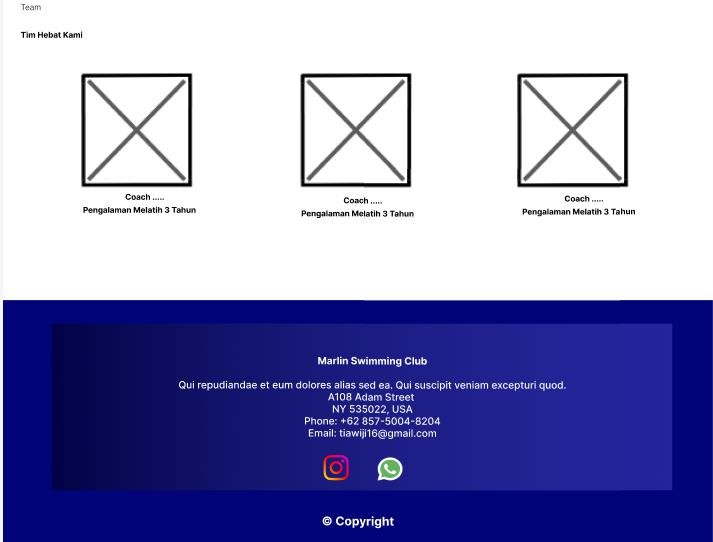 Team
Tim Hebat Kami
Coach .....
Pengalaman Melatih 3 Tahun
Coach .....
Pengalaman Melatih 3 Tahun
Coach .....
Pengalaman Melatih 3 Tahun
Marlin Swimming Club
Qui repudiandae et eum dolores alias sed ea. Qui suscipit veniam excepturi quod.
A108 Adam Street
NY 535022, USA
Phone: +62 857-5004-8204
Email: tiawiji16@gmail.com
© Copyright